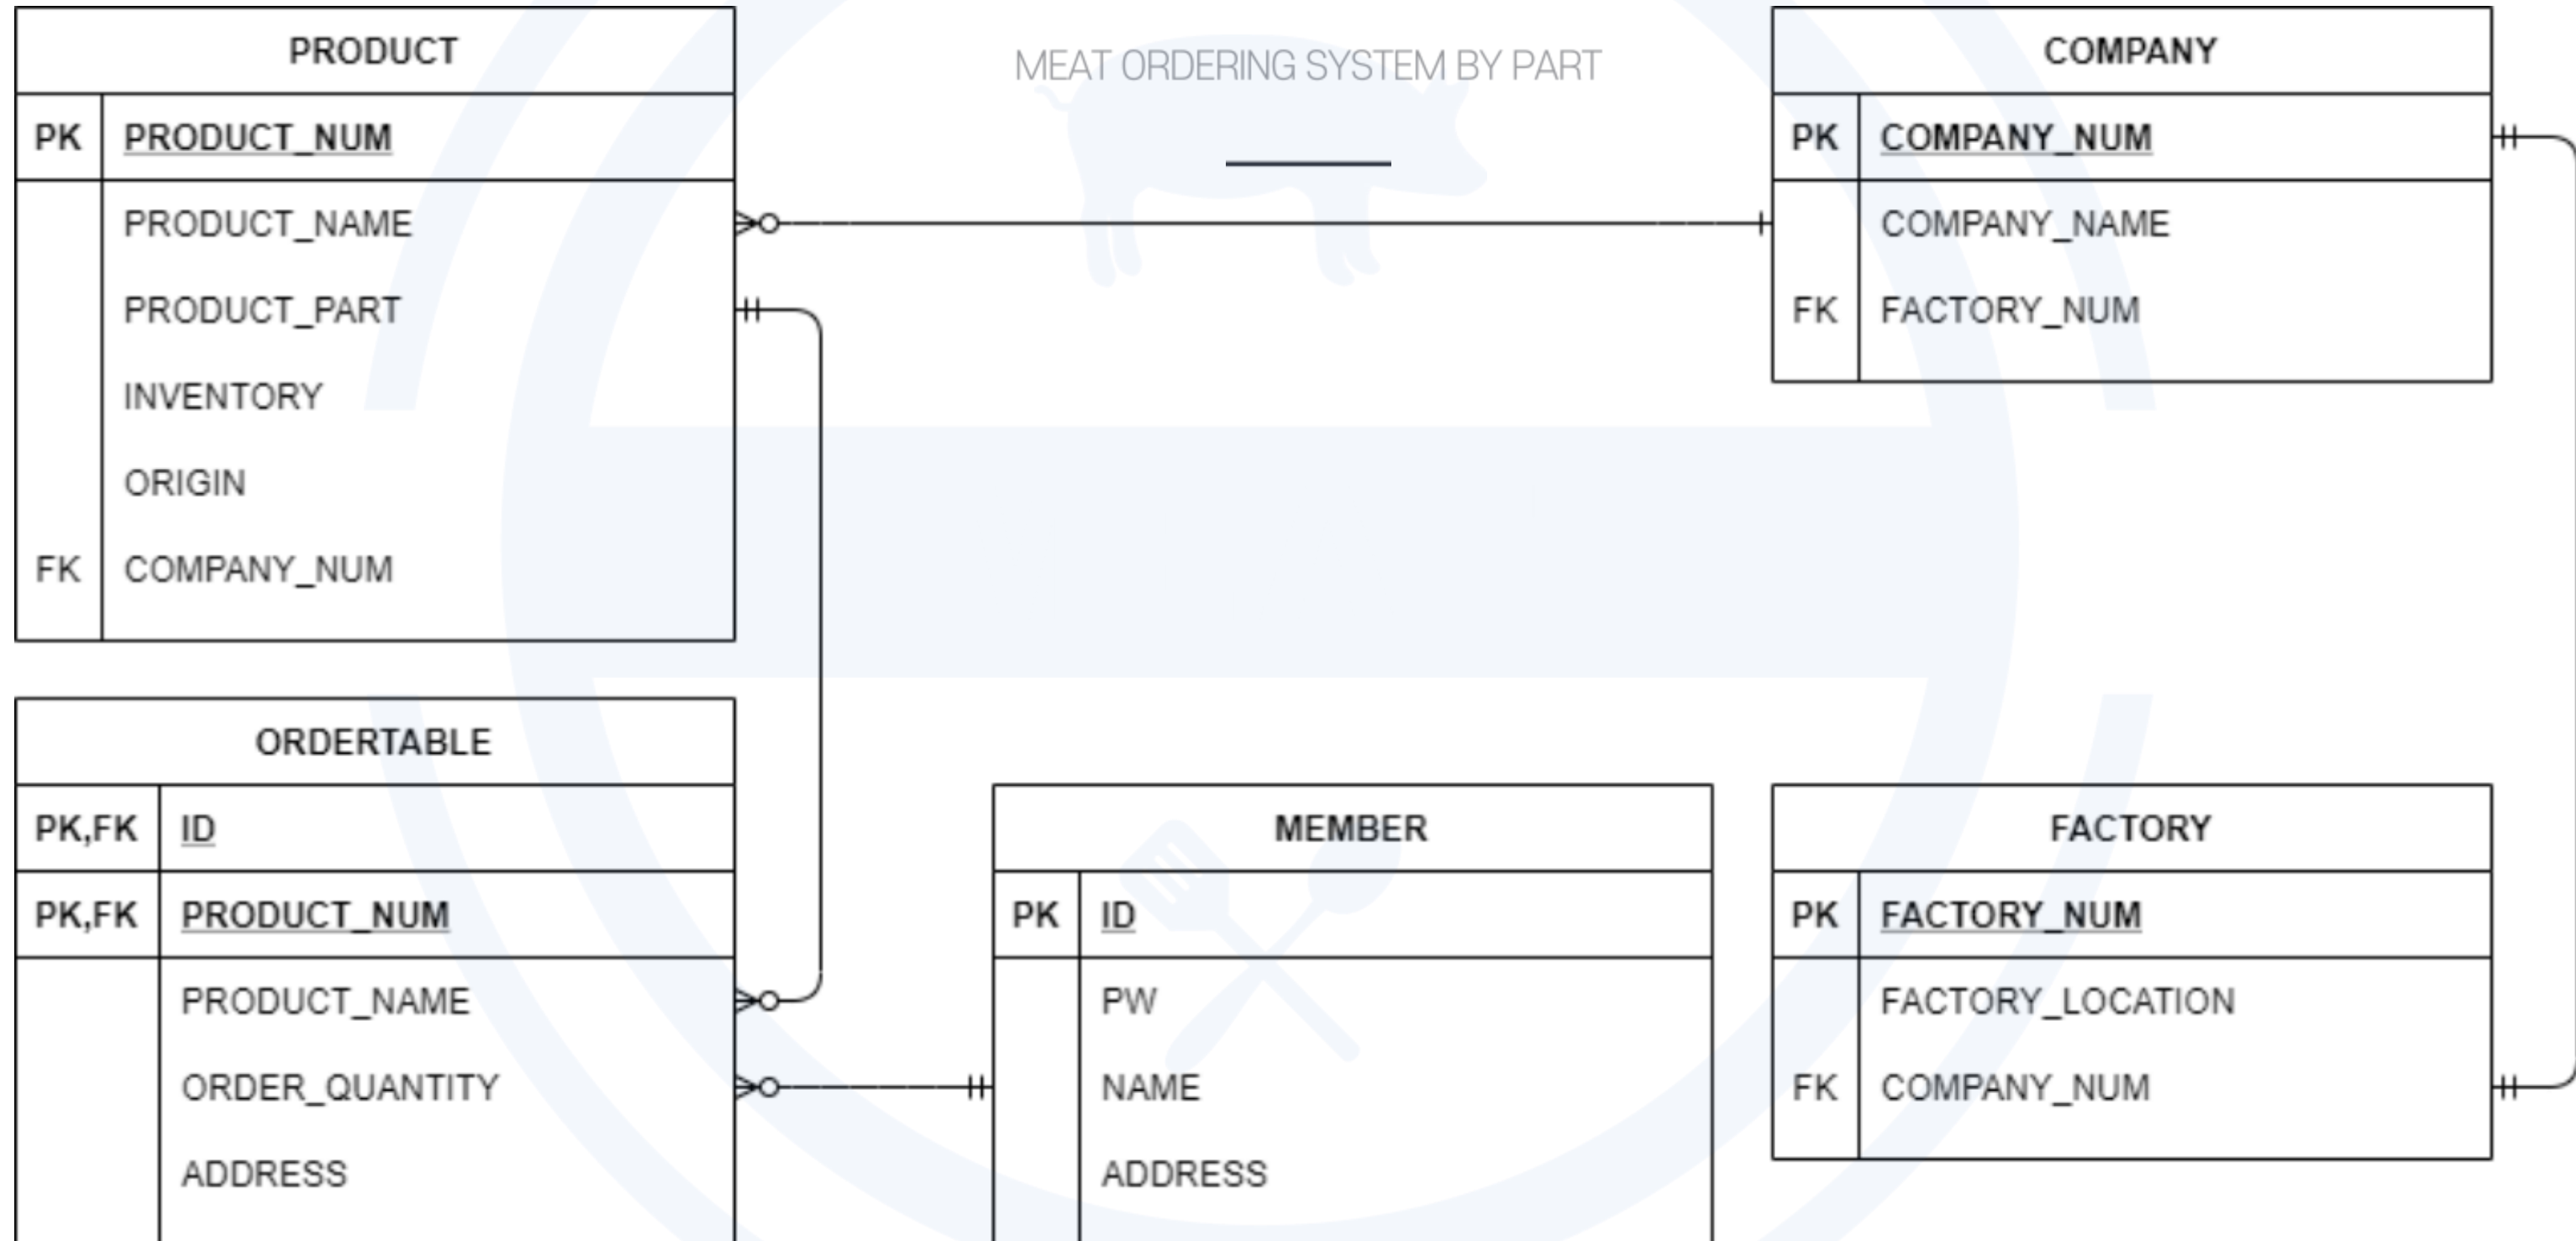 MEAT ORDERING SYSTEM BY PART
PRODUCT
PK PRODUCT_NUM
PRODUCT_NAME
PRODUCT_PART
INVENTORY
ORIGIN
FK COMPANY_NUM
COMPANY
PK COMPANY_NUM
COMPANY_NAME
FK FACTORY_NUM
ORDERTABLE
PK,FK ID
PK,FK PRODUCT_NUM
PRODUCT_NAME
ORDER_QUANTITY
ADDRESS
MEMBER
PK ID
PW
NAME
ADDRESS
FACTORY
PK FACTORY_NUM
FACTORY_LOCATION
FK COMPANY_NUM